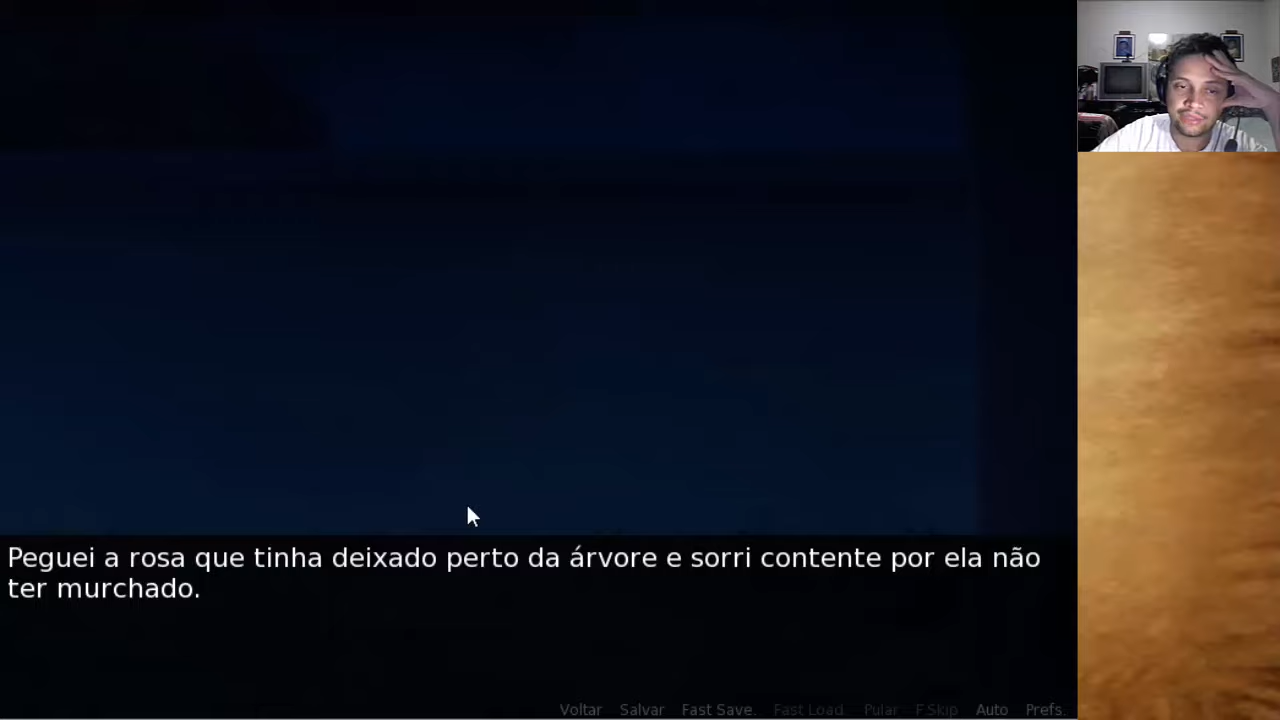 Peguei a rosa que tinha deixado perto da árvore e sorri contente por ela não
ter murchado.
Voltar Salvar Fast Save. Fast Load Pular F.Skip Auto Prefs.